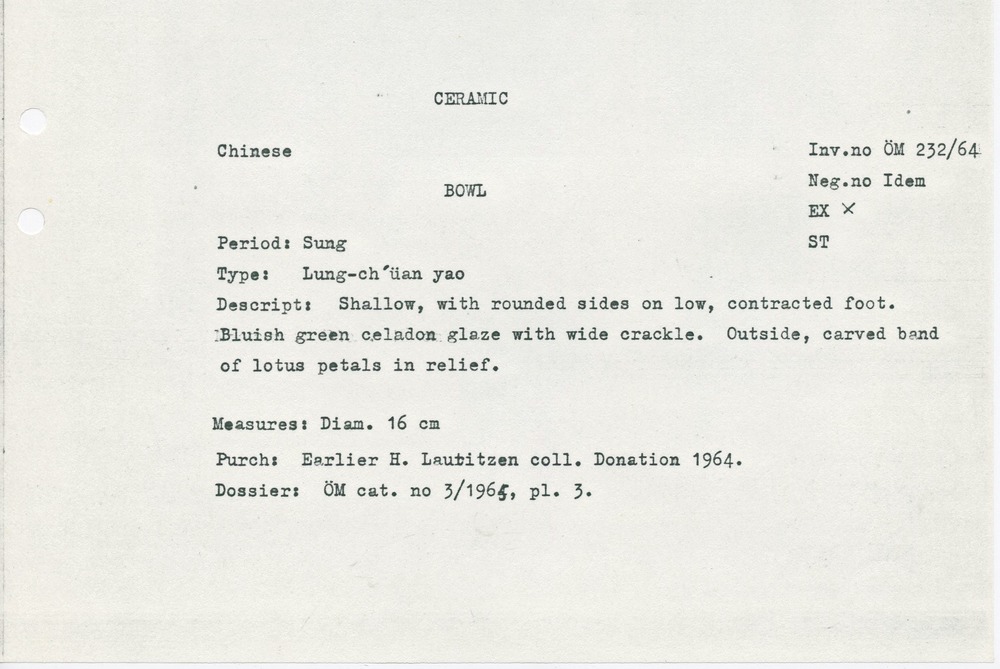 CERAMIC
Chinese
Inv.no ÖM 232/64
Neg.no Idem
BOWL
EX ×
ST
Period: Sung
Type: Lung-ch'üan yao
Descript: Shallow, with rounded sides on low, contracted foot.
Bluish green celadon glaze with wide crackle. Outside, carved band
of lotus petals in relief.
Measures: Diam. 16 cm
Purch: Earlier H. Lauritzen coll. Donation 1964.
Dossier: ÖM cat. no 3/1965, pl. 3.